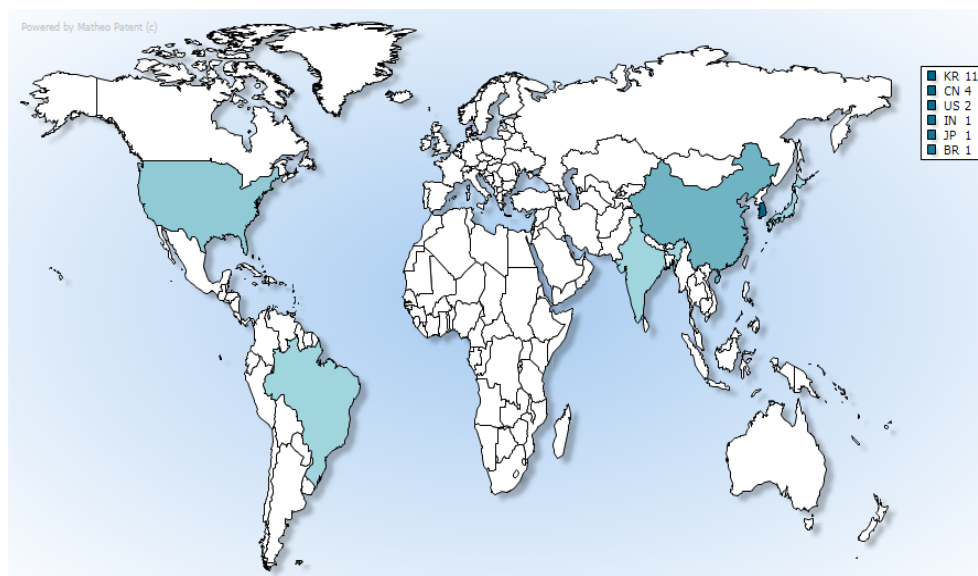 Powered by Matheo Patent (c)
KR 11
CN 4
US 2
IN 1
JP 1
BR 1